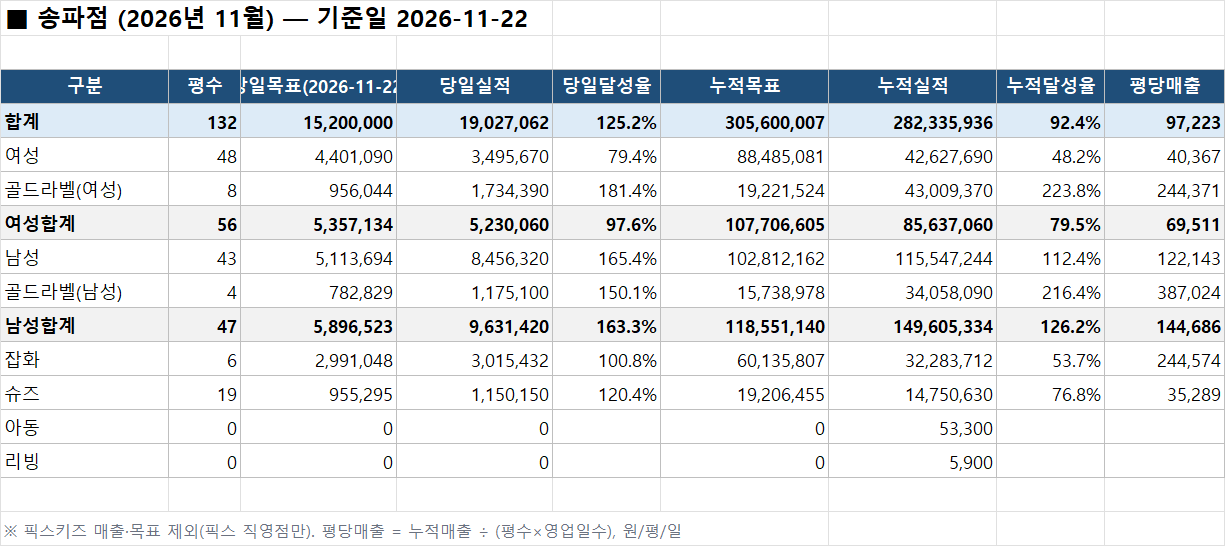 ■ 송파점 (2026년 11월) — 기준일 2026-11-22
구분 평수 당일목표(2026-11-22 당일실적 당일달성율 누적목표 누적실적 누적달성율 평당매출
합계 132 15,200,000 19,027,062 125.2% 305,600,007 282,335,936 92.4% 97,223
여성 48 4,401,090 3,495,670 79.4% 88,485,081 42,627,690 48.2% 40,367
골드라벨(여성) 8 956,044 1,734,390 181.4% 19,221,524 43,009,370 223.8% 244,371
여성합계 56 5,357,134 5,230,060 97.6% 107,706,605 85,637,060 79.5% 69,511
남성 43 5,113,694 8,456,320 165.4% 102,812,162 115,547,244 112.4% 122,143
골드라벨(남성) 4 782,829 1,175,100 150.1% 15,738,978 34,058,090 216.4% 387,024
남성합계 47 5,896,523 9,631,420 163.3% 118,551,140 149,605,334 126.2% 144,686
잡화 6 2,991,048 3,015,432 100.8% 60,135,807 32,283,712 53.7% 244,574
슈즈 19 955,295 1,150,150 120.4% 19,206,455 14,750,630 76.8% 35,289
아동 0 0 0 0 53,300
리빙 0 0 0 0 5,900
※ 픽스키즈 매출·목표 제외(픽스 직영점만). 평당매출 = 누적매출 ÷ (평수×영업일수), 원/평/일